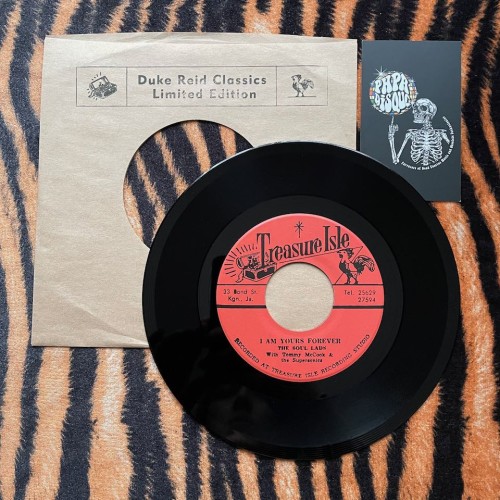 Duke Reid Classics
Limited Edition
PAPA
DISQUE
Treasure Isle
33 Bond St.
Kgn., Ja.
Tel. 25629
27594
I AM YOURS FOREVER
THE SOUL LADS
With Tommy McCook &
the Supersonics
RECORDED AT TREASURE ISLE RECORDING STUDIO